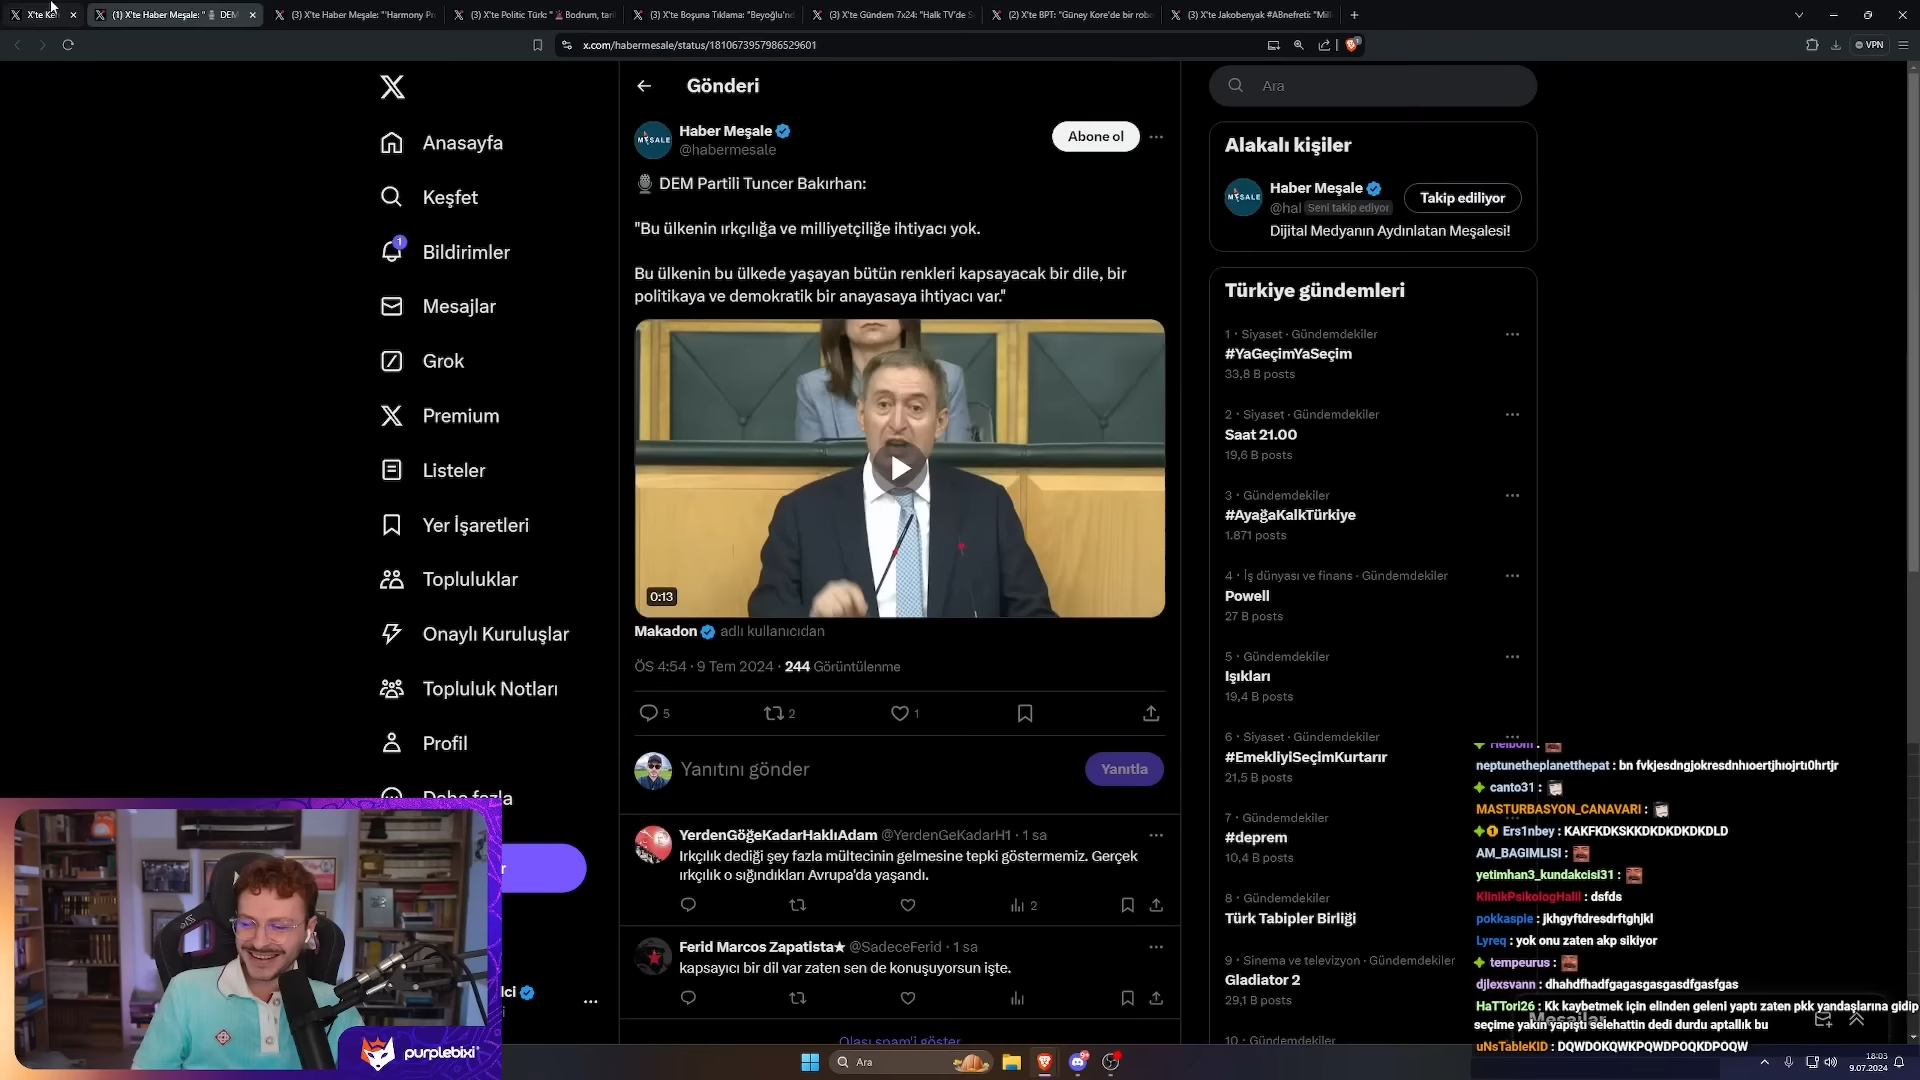 X'te Ken
(1) X'te Haber Meşale: "🎙 DEM
(3) X'te Haber Meşale: "'Harmony Pr
(3) X'te Politic Türk: "
Bodrum, tari
(3) X'te Boşuna Tıklama: "Beyoğlu'nd
(3) X'te Gündem 7x24: "Halk TV'de S
(2) X'te BPT: "Güney Kore'de bir robo
(3) X'te Jakobenyak #ABnefreti: "Mill
x.com/habermesale/status/1810673957986529601
VPN
Anasayfa
Keşfet
1
Bildirimler
Mesajlar
Grok
Premium
Listeler
Yer İşaretleri
Topluluklar
Onaylı Kuruluşlar
Topluluk Notları
Profil
Daha fazla
Gönderi
MEŞALE
Haber Meşale
@habermesale
Abone ol
🎙 DEM Partili Tuncer Bakırhan:
"Bu ülkenin ırkçılığa ve milliyetçiliğe ihtiyacı yok.
Bu ülkenin bu ülkede yaşayan bütün renkleri kapsayacak bir dile, bir
politikaya ve demokratik bir anayasaya ihtiyacı var."
0:13
Makadon adlı kullanıcıdan
ÖS 4:54 · 9 Tem 2024 · 244 Görüntülenme
5
2
1
Yanıtını gönder
Yanıtla
YerdenGöğeKadarHaklıAdam @YerdenGeKadarH1 · 1 sa
Irkçılık dediği şey fazla mültecinin gelmesine tepki göstermemiz. Gerçek
ırkçılık o sığındıkları Avrupa'da yaşandı.
2
Ferid Marcos Zapatista★ @SadeceFerid · 1 sa
kapsayıcı bir dil var zaten sen de konuşuyorsun işte.
Olası spam'i göster
Ara
Alakalı kişiler
MEŞALE
Haber Meşale
@hal Seni takip ediyor
Takip ediliyor
Dijital Medyanın Aydınlatan Meşalesi!
Türkiye gündemleri
1 · Siyaset · Gündemdekiler
#YaGeçimYaSeçim
33,8 B posts
2 · Siyaset · Gündemdekiler
Saat 21.00
19,6 B posts
3 · Gündemdekiler
#AyağaKalkTürkiye
1.871 posts
4 · İş dünyası ve finans · Gündemdekiler
Powell
27 B posts
5 · Gündemdekiler
Işıkları
19,4 B posts
6 · Siyaset · Gündemdekiler
#EmekliyiSeçimKurtarır
21,5 B posts
7 · Gündemdekiler
#deprem
10,4 B posts
8 · Gündemdekiler
Türk Tabipler Birliği
9 · Sinema ve televizyon · Gündemdekiler
Gladiator 2
29,1 B posts
10 · Gündemdekiler
Mesajlar
Helbom :
neptunetheplanetthepat : bn fvkjesdngjokresdnhıoertjhıojrtı0hrtjr
canto31 :
MASTURBASYON_CANAVARI :
Ers1nbey : KAKFKDKSKKDKDKDKDKDLD
AM_BAGIMLISI :
yetimhan3_kundakcisi31 :
KlinikPsikologHalil : dsfds
pokkaspie : jkhgyftdresdrftghjkl
Lyreq : yok onu zaten akp sikiyor
tempeurus :
djlexsvann : dhahdfhadfgagasgasgasdfgasfgas
HaTTori26 : Kk kaybetmek için elinden geleni yaptı zaten pkk yandaşlarına gidip
seçime yakın yapıştı selehattin dedi durdu aptallık bu
uNsTableKID : DQWDOKQWKPQWDPOQKDPOQW
lci
r
purplebixi
Ara
18:03
9.07.2024